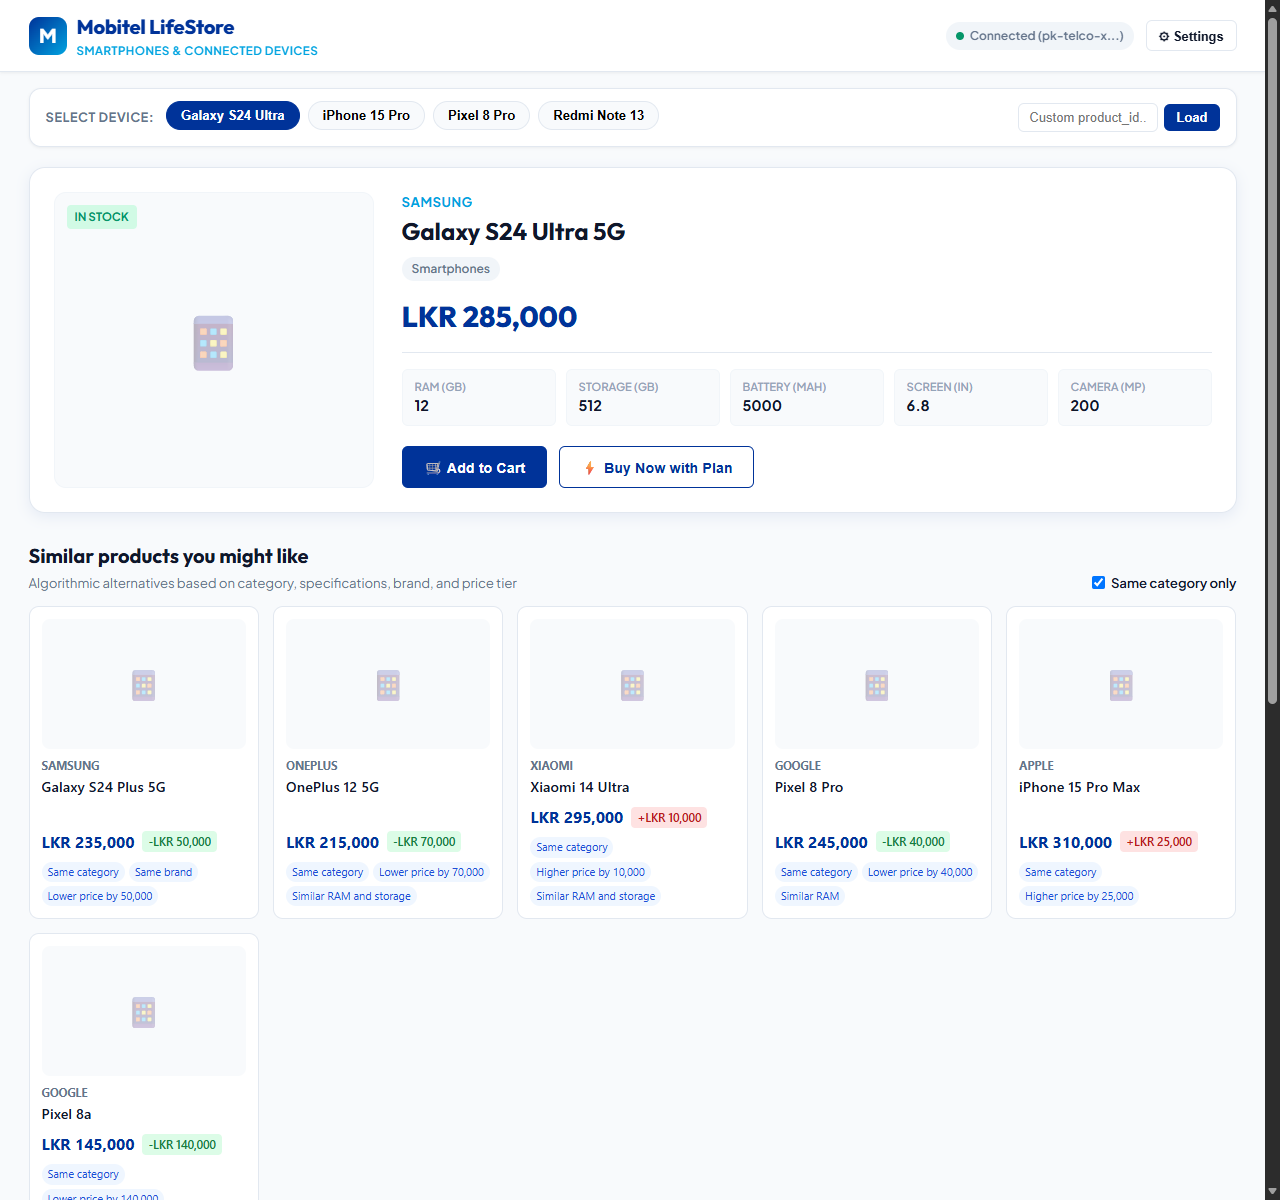 M
Mobitel LifeStore
SMARTPHONES & CONNECTED DEVICES
Connected (pk-telco-x...)
Settings
SELECT DEVICE:
Galaxy S24 Ultra
iPhone 15 Pro
Pixel 8 Pro
Redmi Note 13
Custom product_id..
Load
IN STOCK
SAMSUNG
Galaxy S24 Ultra 5G
Smartphones
LKR 285,000
RAM (GB)
12
STORAGE (GB)
512
BATTERY (MAH)
5000
SCREEN (IN)
6.8
CAMERA (MP)
200
Add to Cart
Buy Now with Plan
Similar products you might like
Algorithmic alternatives based on category, specifications, brand, and price tier
Same category only
SAMSUNG
Galaxy S24 Plus 5G
LKR 235,000
-LKR 50,000
Same category
Same brand
Lower price by 50,000
ONEPLUS
OnePlus 12 5G
LKR 215,000
-LKR 70,000
Same category
Lower price by 70,000
Similar RAM and storage
XIAOMI
Xiaomi 14 Ultra
LKR 295,000
+LKR 10,000
Same category
Higher price by 10,000
Similar RAM and storage
GOOGLE
Pixel 8 Pro
LKR 245,000
-LKR 40,000
Same category
Lower price by 40,000
Similar RAM
APPLE
iPhone 15 Pro Max
LKR 310,000
+LKR 25,000
Same category
Higher price by 25,000
GOOGLE
Pixel 8a
LKR 145,000
-LKR 140,000
Same category
Lower price by 140,000